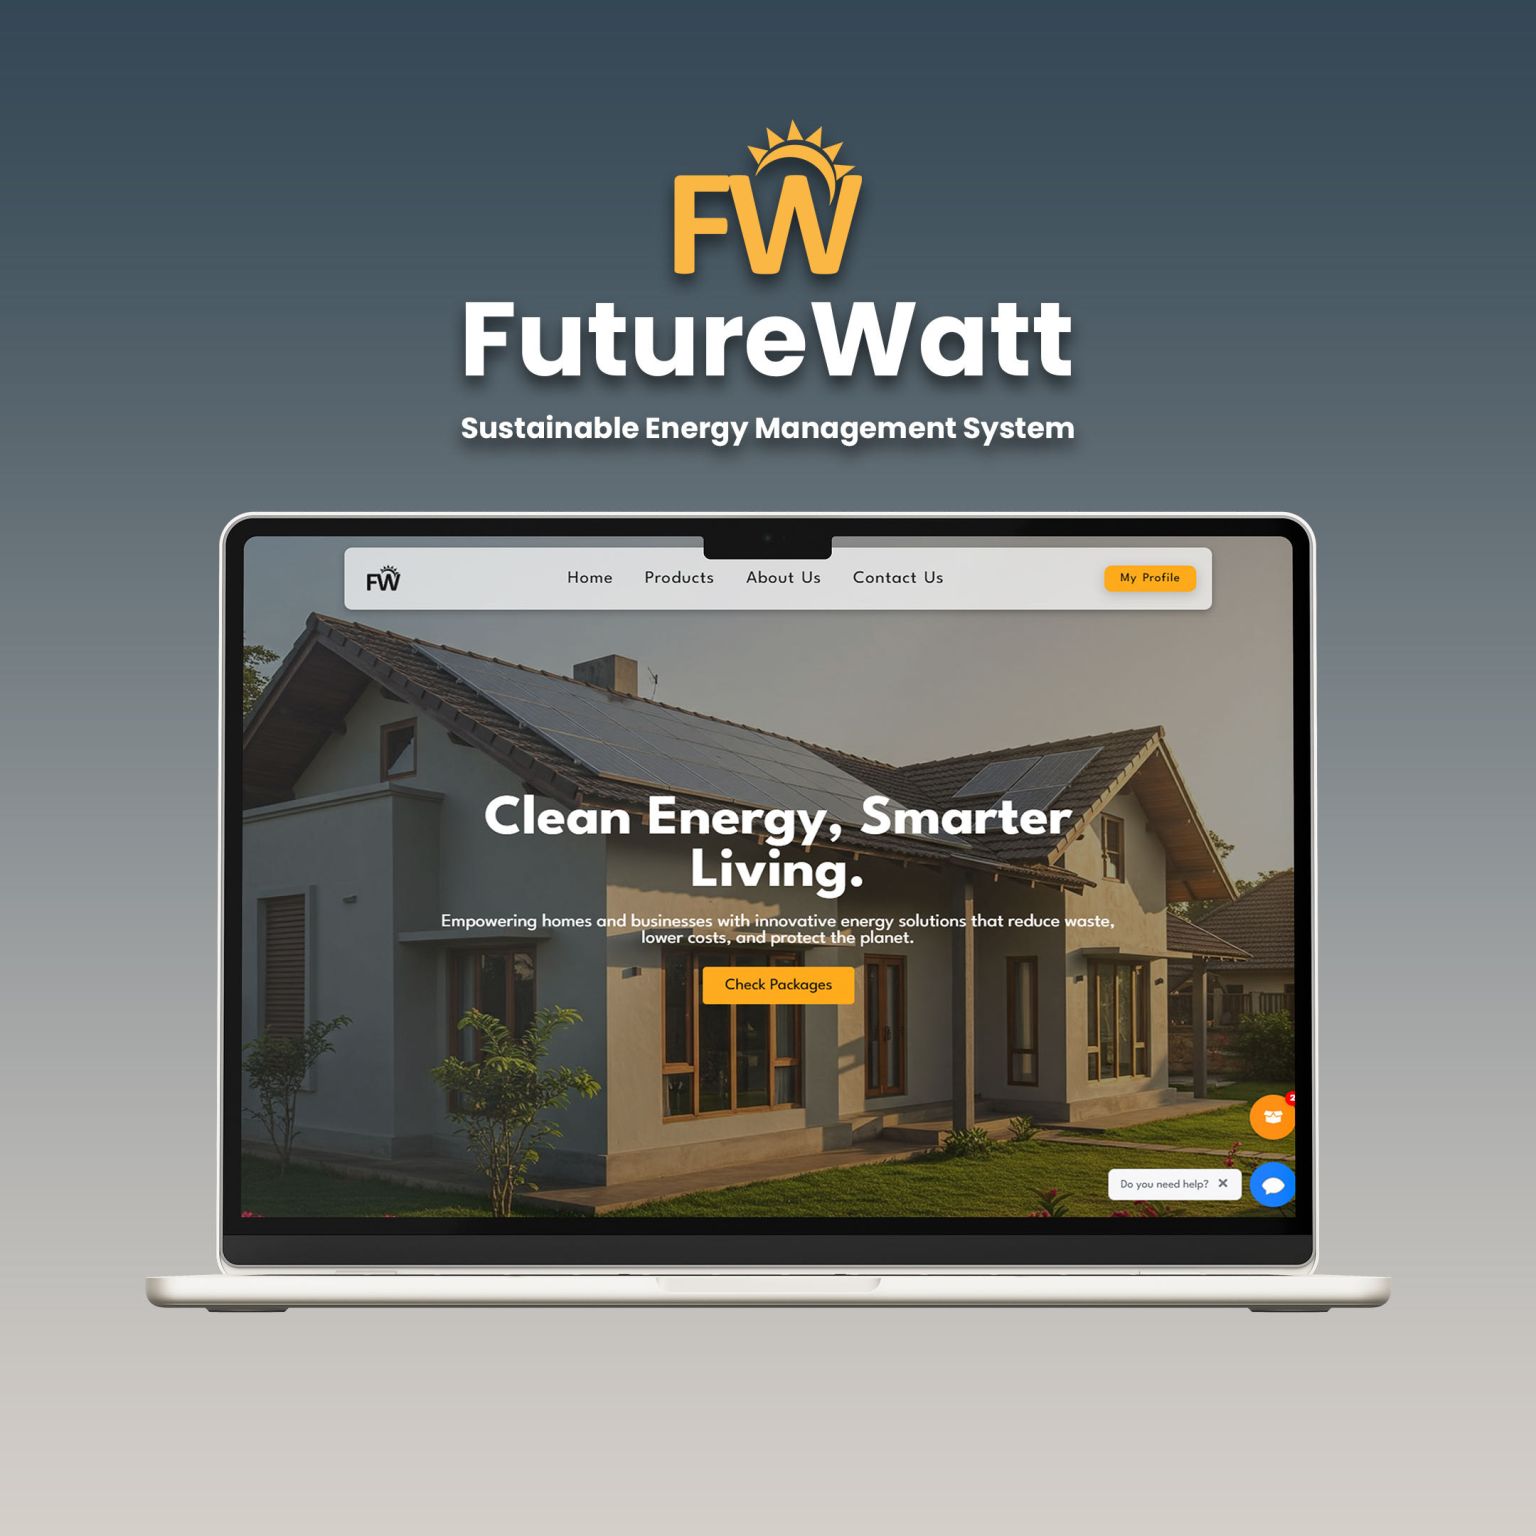 FW
FutureWatt
Sustainable Energy Management System
FW
Home
Products
About Us
Contact Us
My Profile
Clean Energy, Smarter
Living.
Empowering homes and businesses with innovative energy solutions that reduce waste,
lower costs, and protect the planet.
Check Packages
2
Do you need help? ✕